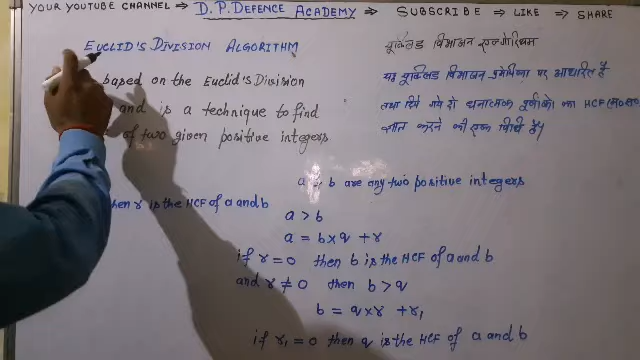 YOUR YOUTUBE CHANNEL → D.P. DEFENCE ACADEMY → SUBSCRIBE → LIKE → SHARE
EUCLID'S DIVISION ALGORITHM
based on the Euclid's Division
and is a technique to find
of two given positive integers
यूक्लिड विभाजन एल्गोरिथम
यह यूक्लिड विभाजन प्रमेयिका पर आधारित है
तथा दिये गये दो धनात्मक पूर्णांको का HCF
ज्ञात करने की एक विधि है।
b are any two positive integers
r is the HCF of a and b
a > b
a = b×q + r
if r = 0 then b is the HCF of a and b
and r ≠ 0 then b > q
b = q×r + r₁
if r₁ = 0 then q is the HCF of a and b